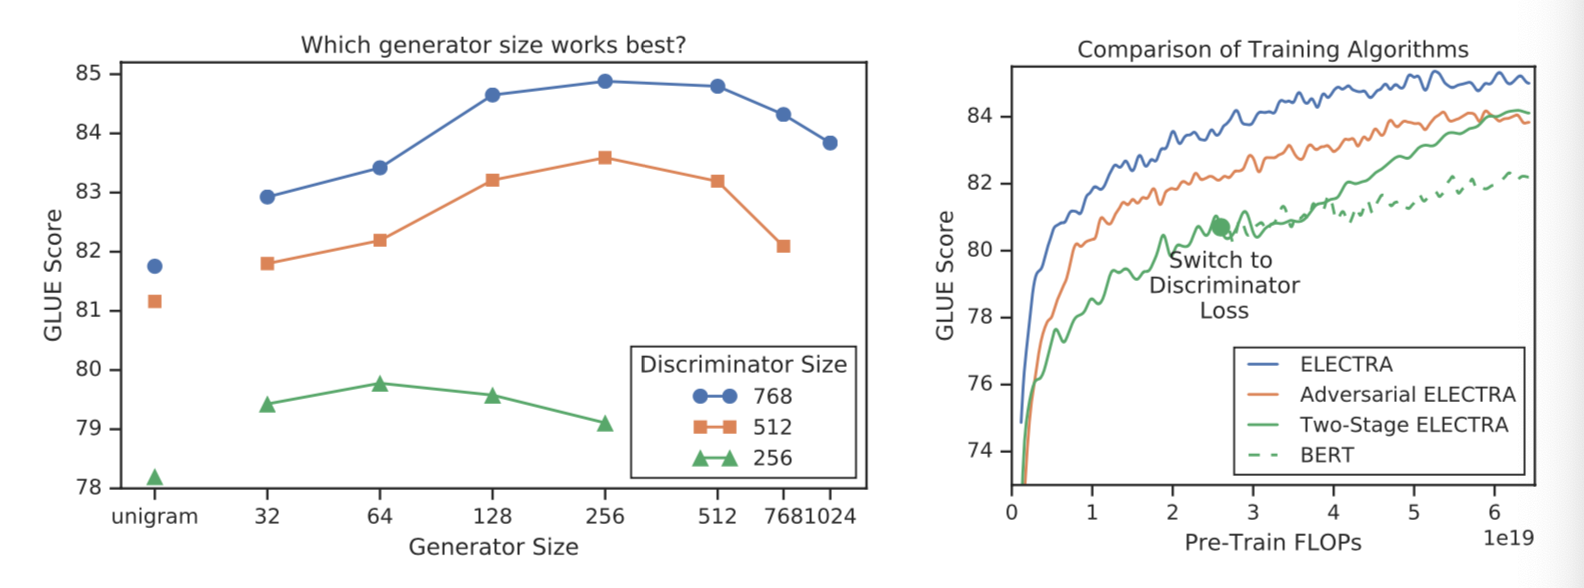 Which generator size works best?
85
84
83
82
81
80
79
78
GLUE Score
unigram 32 64 128 256 512 768 1024
Generator Size
Discriminator Size
768
512
256
Comparison of Training Algorithms
84
82
80
78
76
74
GLUE Score
Switch to
Discriminator
Loss
ELECTRA
Adversarial ELECTRA
Two-Stage ELECTRA
BERT
0 1 2 3 4 5 6
1e19
Pre-Train FLOPs